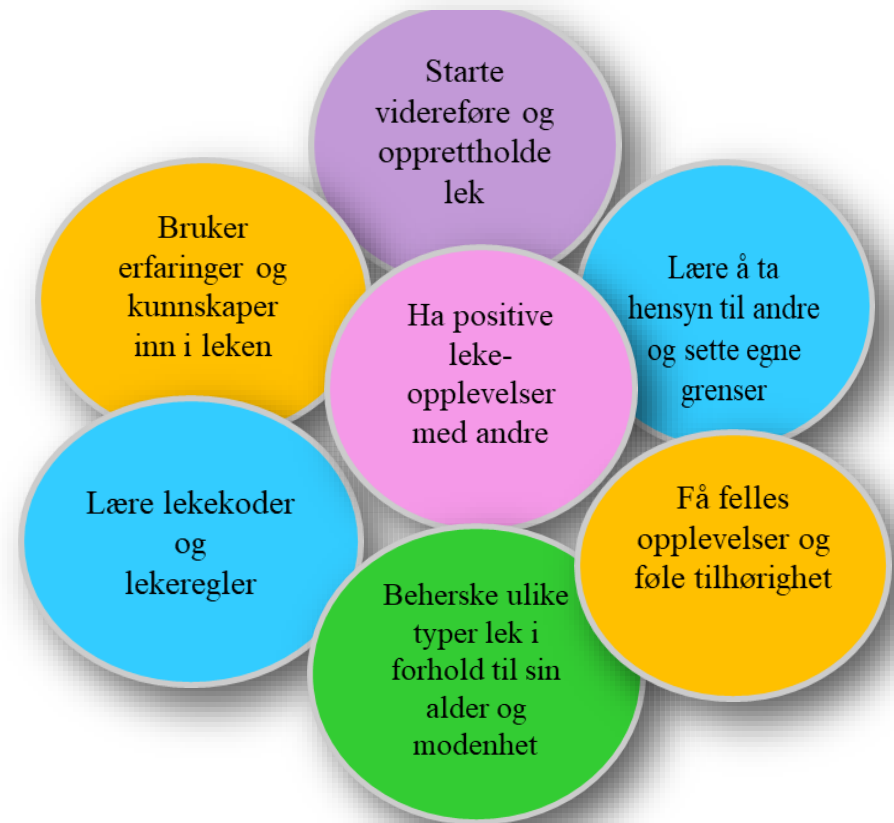 Starte
videreføre og
opprettholde
lek
Bruker
erfaringer og
kunnskaper
inn i leken
Lære å ta
hensyn til andre
og sette egne
grenser
Ha positive
leke-
opplevelser
med andre
Lære lekekoder
og
lekeregler
Få felles
opplevelser og
føle tilhørighet
Beherske ulike
typer lek i
forhold til sin
alder og
modenhet